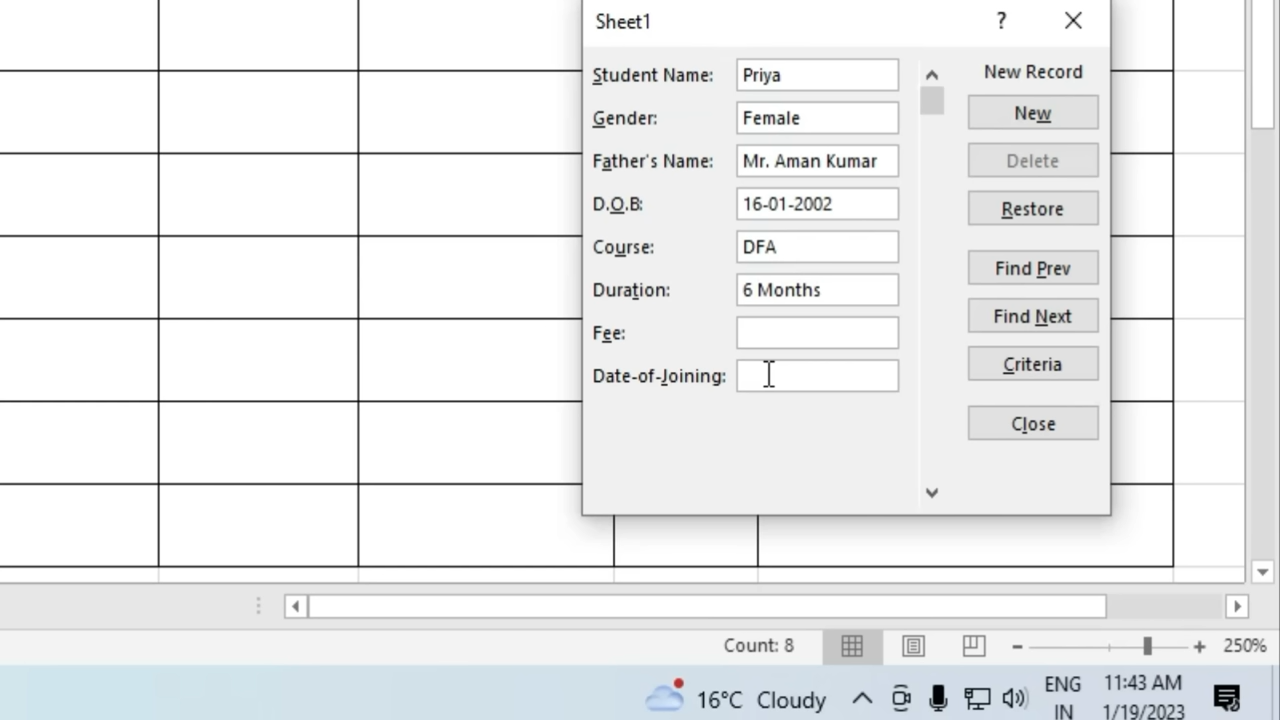 Sheet1 ? ×
Student Name: Priya
New Record
Gender: Female
New
Father's Name: Mr. Aman Kumar
Delete
D.O.B: 16-01-2002
Restore
Course: DFA
Find Prev
Duration: 6 Months
Find Next
Fee:
Criteria
Date-of-Joining:
Close
Count: 8
250%
16°C Cloudy
ENG
IN
11:43 AM
1/19/2023